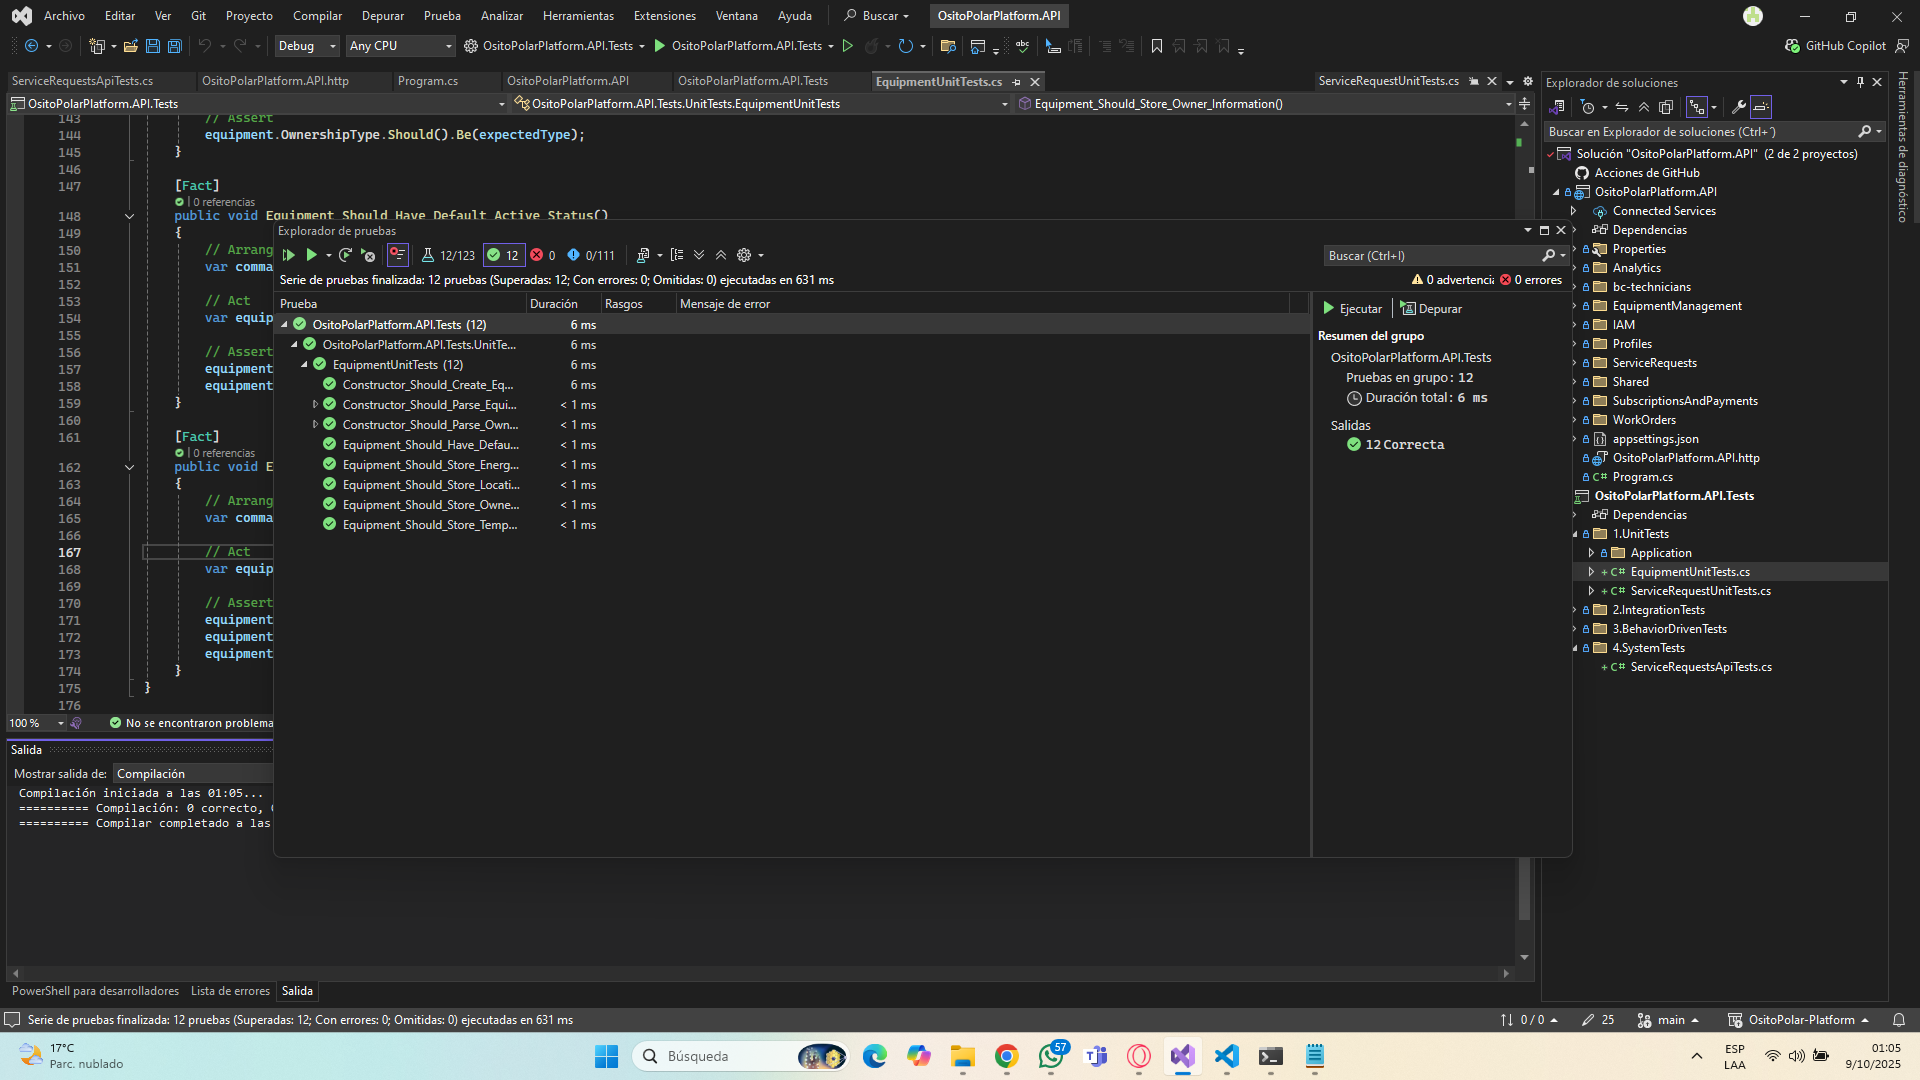 Archivo Editar Ver Git Proyecto Compilar Depurar Prueba Analizar Herramientas Extensiones Ventana Ayuda Buscar OsitoPolarPlatform.API
Debug Any CPU OsitoPolarPlatform.API.Tests OsitoPolarPlatform.API.Tests GitHub Copilot
ServiceRequestsApiTests.cs OsitoPolarPlatform.API.http Program.cs OsitoPolarPlatform.API OsitoPolarPlatform.API.Tests EquipmentUnitTests.cs ServiceRequestUnitTests.cs
OsitoPolarPlatform.API.Tests OsitoPolarPlatform.API.Tests.UnitTests.EquipmentUnitTests Equipment_Should_Store_Owner_Information()
143 // Assert
144 equipment.OwnershipType.Should().Be(expectedType);
145 }
146
147 [Fact]
0 referencias
148 public void Equipment_Should_Have_Default_Active_Status()
149 {
150 // Arrang
151 var comma
152
153 // Act
154 var equip
155
156 // Assert
157 equipment
158 equipment
159 }
160
161 [Fact]
0 referencias
162 public void E
163 {
164 // Arrang
165 var comma
166
167 // Act
168 var equip
169
170 // Assert
171 equipment
172 equipment
173 equipment
174 }
175 }
176
100 % No se encontraron problema
Explorador de pruebas
12/123 12 0 0/111 Buscar (Ctrl+I)
Serie de pruebas finalizada: 12 pruebas (Superadas: 12; Con errores: 0; Omitidas: 0) ejecutadas en 631 ms 0 advertencia 0 errores
Prueba Duración Rasgos Mensaje de error
OsitoPolarPlatform.API.Tests (12) 6 ms
OsitoPolarPlatform.API.Tests.UnitTe... 6 ms
EquipmentUnitTests (12) 6 ms
Constructor_Should_Create_Eq... 6 ms
Constructor_Should_Parse_Equi... < 1 ms
Constructor_Should_Parse_Own... < 1 ms
Equipment_Should_Have_Defau... < 1 ms
Equipment_Should_Store_Energ... < 1 ms
Equipment_Should_Store_Locati... < 1 ms
Equipment_Should_Store_Owne... < 1 ms
Equipment_Should_Store_Temp... < 1 ms
Ejecutar Depurar
Resumen del grupo
OsitoPolarPlatform.API.Tests
Pruebas en grupo: 12
Duración total: 6 ms
Salidas
12 Correcta
Salida
Mostrar salida de: Compilación
Compilación iniciada a las 01:05...
========== Compilación: 0 correcto,
========== Compilar completado a las
PowerShell para desarrolladores Lista de errores Salida
Explorador de soluciones
Buscar en Explorador de soluciones (Ctrl+´)
Solución "OsitoPolarPlatform.API" (2 de 2 proyectos)
Acciones de GitHub
OsitoPolarPlatform.API
Connected Services
Dependencias
Properties
Analytics
bc-technicians
EquipmentManagement
IAM
Profiles
ServiceRequests
Shared
SubscriptionsAndPayments
WorkOrders
appsettings.json
OsitoPolarPlatform.API.http
C# Program.cs
OsitoPolarPlatform.API.Tests
Dependencias
1.UnitTests
Application
+ C# EquipmentUnitTests.cs
+ C# ServiceRequestUnitTests.cs
2.IntegrationTests
3.BehaviorDrivenTests
4.SystemTests
+ C# ServiceRequestsApiTests.cs
Herramientas de diagnóstico
Serie de pruebas finalizada: 12 pruebas (Superadas: 12; Con errores: 0; Omitidas: 0) ejecutadas en 631 ms 0 / 0 25 main OsitoPolar-Platform
17°C
Parc. nublado
Búsqueda
57
ESP
LAA
01:05
9/10/2025